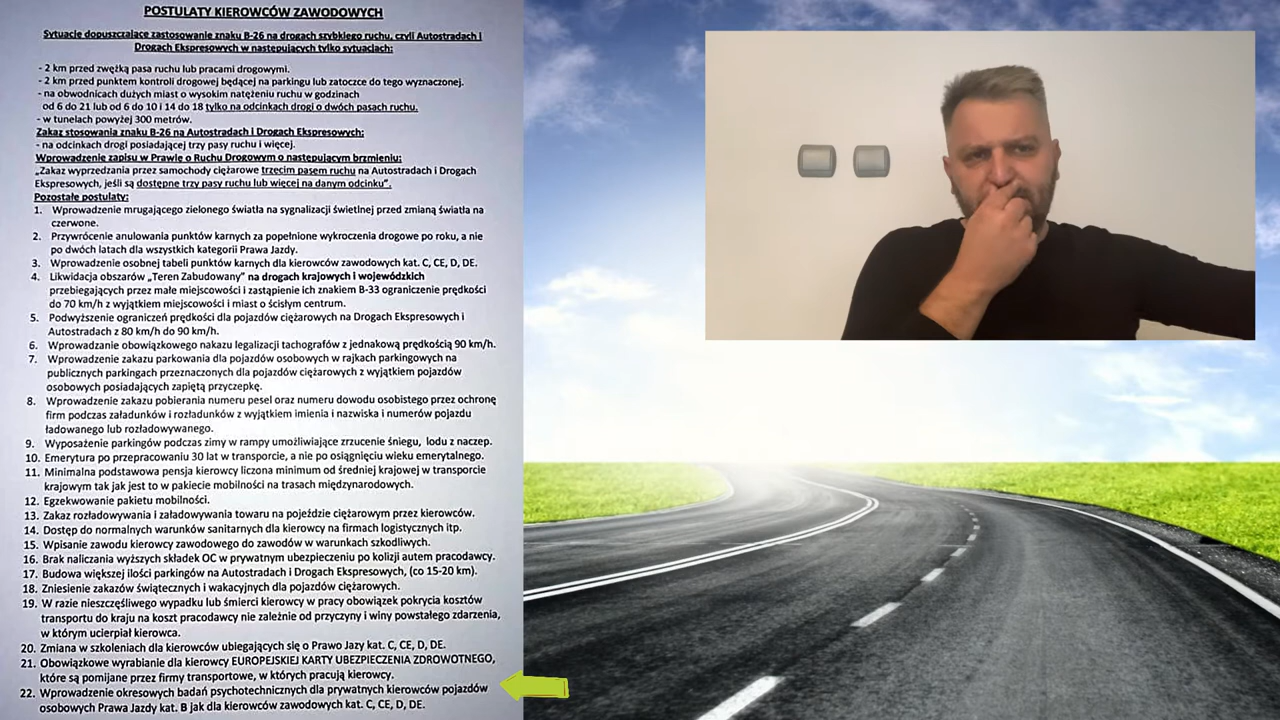 POSTULATY KIEROWCÓW ZAWODOWYCH
Sytuacje dopuszczające zastosowanie znaku B-26 na drogach szybkiego ruchu, czyli Autostradach i
Drogach Ekspresowych w następujących tylko sytuacjach:
- 2 km przed zwężką pasa ruchu lub pracami drogowymi.
- 2 km przed punktem kontroli drogowej będącej na parkingu lub zatoczce do tego wyznaczonej.
- na obwodnicach dużych miast o wysokim natężeniu ruchu w godzinach
od 6 do 21 lub od 6 do 10 i 14 do 18 tylko na odcinkach drogi o dwóch pasach ruchu.
- w tunelach powyżej 300 metrów.
Zakaz stosowania znaku B-26 na Autostradach i Drogach Ekspresowych:
- na odcinkach drogi posiadającej trzy pasy ruchu i więcej.
Wprowadzenie zapisu w Prawie o Ruchu Drogowym o następującym brzmieniu:
„Zakaz wyprzedzania przez samochody ciężarowe trzecim pasem ruchu na Autostradach i Drogach
Ekspresowych, jeśli są dostępne trzy pasy ruchu lub więcej na danym odcinku".
Pozostałe postulaty:
1. Wprowadzenie mrugającego zielonego światła na sygnalizacji świetlnej przed zmianą światła na
czerwone.
2. Przywrócenie anulowania punktów karnych za popełnione wykroczenia drogowe po roku, a nie
po dwóch latach dla wszystkich kategorii Prawa Jazdy.
3. Wprowadzenie osobnej tabeli punktów karnych dla kierowców zawodowych kat. C, CE, D, DE.
4. Likwidacja obszarów „Teren Zabudowany" na drogach krajowych i wojewódzkich
przebiegających przez małe miejscowości i zastąpienie ich znakiem B-33 ograniczenie prędkości
do 70 km/h z wyjątkiem miejscowości i miast o ścisłym centrum.
5. Podwyższenie ograniczeń prędkości dla pojazdów ciężarowych na Drogach Ekspresowych i
Autostradach z 80 km/h do 90 km/h.
6. Wprowadzenie obowiązkowego nakazu legalizacji tachografów z jednakową prędkością 90 km/h.
7. Wprowadzenie zakazu parkowania dla pojazdów osobowych w rajkach parkingowych na
publicznych parkingach przeznaczonych dla pojazdów ciężarowych z wyjątkiem pojazdów
osobowych posiadających zapiętą przyczepkę.
8. Wprowadzenie zakazu pobierania numeru pesel oraz numeru dowodu osobistego przez ochronę
firm podczas załadunków i rozładunków z wyjątkiem imienia i nazwiska i numerów pojazdu
ładowanego lub rozładowywanego.
9. Wyposażenie parkingów podczas zimy w rampy umożliwiające zrzucenie śniegu, lodu z naczep.
10. Emerytura po przepracowaniu 30 lat w transporcie, a nie po osiągnięciu wieku emerytalnego.
11. Minimalna podstawowa pensja kierowcy liczona minimum od średniej krajowej w transporcie
krajowym tak jak jest to w pakiecie mobilności na trasach międzynarodowych.
12. Egzekwowanie pakietu mobilności.
13. Zakaz rozładowywania i załadowywania towaru na pojeździe ciężarowym przez kierowców.
14. Dostęp do normalnych warunków sanitarnych dla kierowcy na firmach logistycznych itp.
15. Wpisanie zawodu kierowcy zawodowego do zawodów w warunkach szkodliwych.
16. Brak naliczania wyższych składek OC w prywatnym ubezpieczeniu po kolizji autem pracodawcy.
17. Budowa większej ilości parkingów na Autostradach i Drogach Ekspresowych, (co 15-20 km).
18. Zniesienie zakazów świątecznych i wakacyjnych dla pojazdów ciężarowych.
19. W razie nieszczęśliwego wypadku lub śmierci kierowcy w pracy obowiązek pokrycia kosztów
transportu do kraju na koszt pracodawcy nie zależnie od przyczyny i winy powstałego zdarzenia,
w którym ucierpiał kierowca.
20. Zmiana w szkoleniach dla kierowców ubiegających się o Prawo Jazy kat. C, CE, D, DE.
21. Obowiązkowe wyrabianie dla kierowcy EUROPEJSKIEJ KARTY UBEZPIECZENIA ZDROWOTNEGO,
które są pomijane przez firmy transportowe, w których pracują kierowcy.
22. Wprowadzenie okresowych badań psychotechnicznych dla prywatnych kierowców pojazdów
osobowych Prawa Jazdy kat. B jak dla kierowców zawodowych kat. C, CE, D, DE.